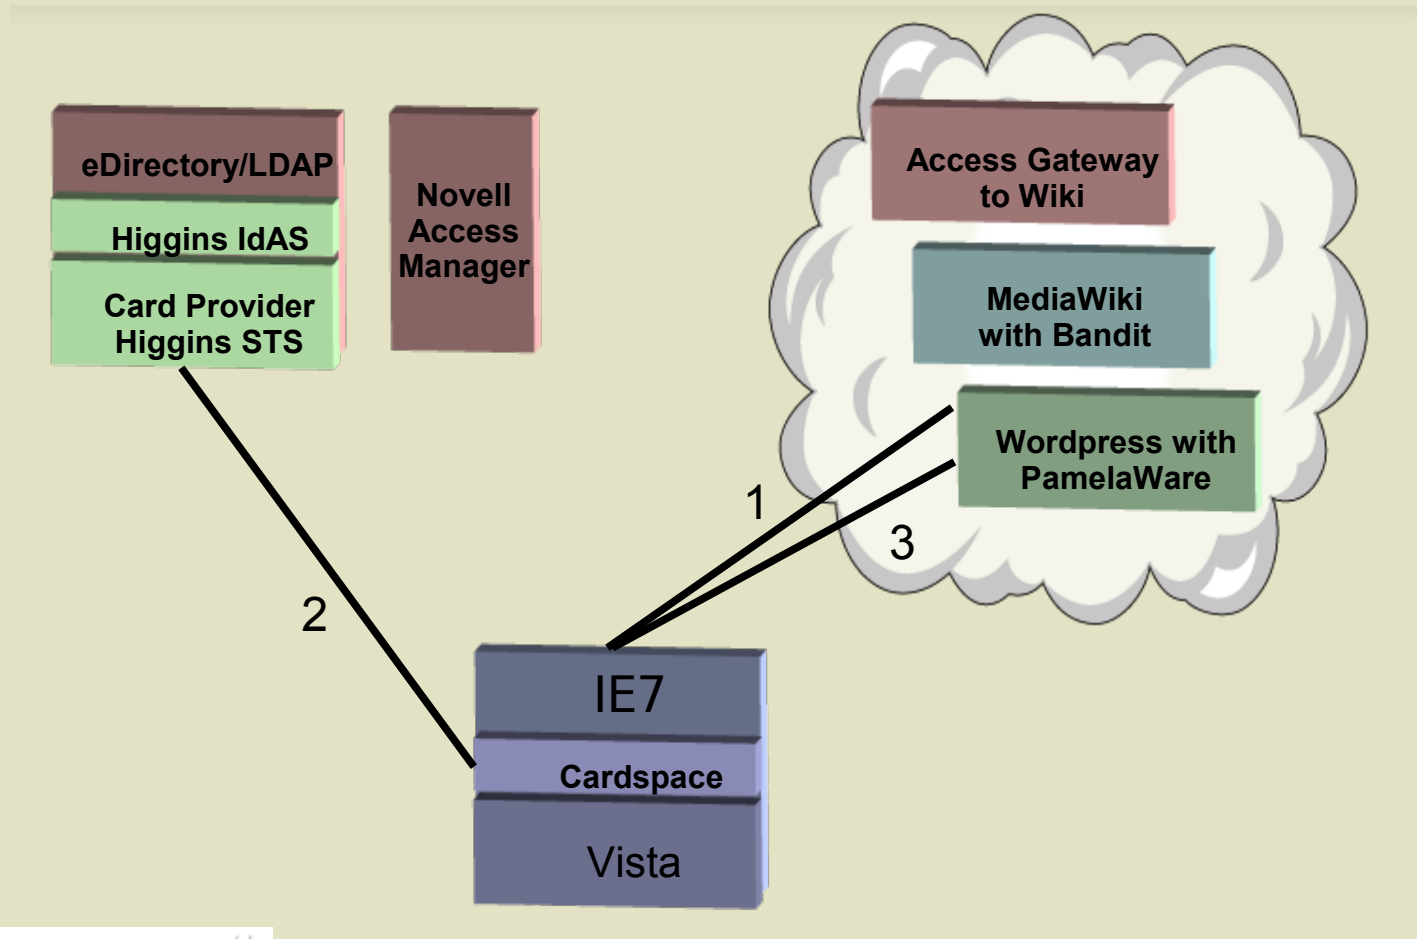 eDirectory/LDAP
Higgins IdAS
Card Provider
Higgins STS
Novell
Access
Manager
Access Gateway
to Wiki
MediaWiki
with Bandit
Wordpress with
PamelaWare
1
3
2
IE7
Cardspace
Vista